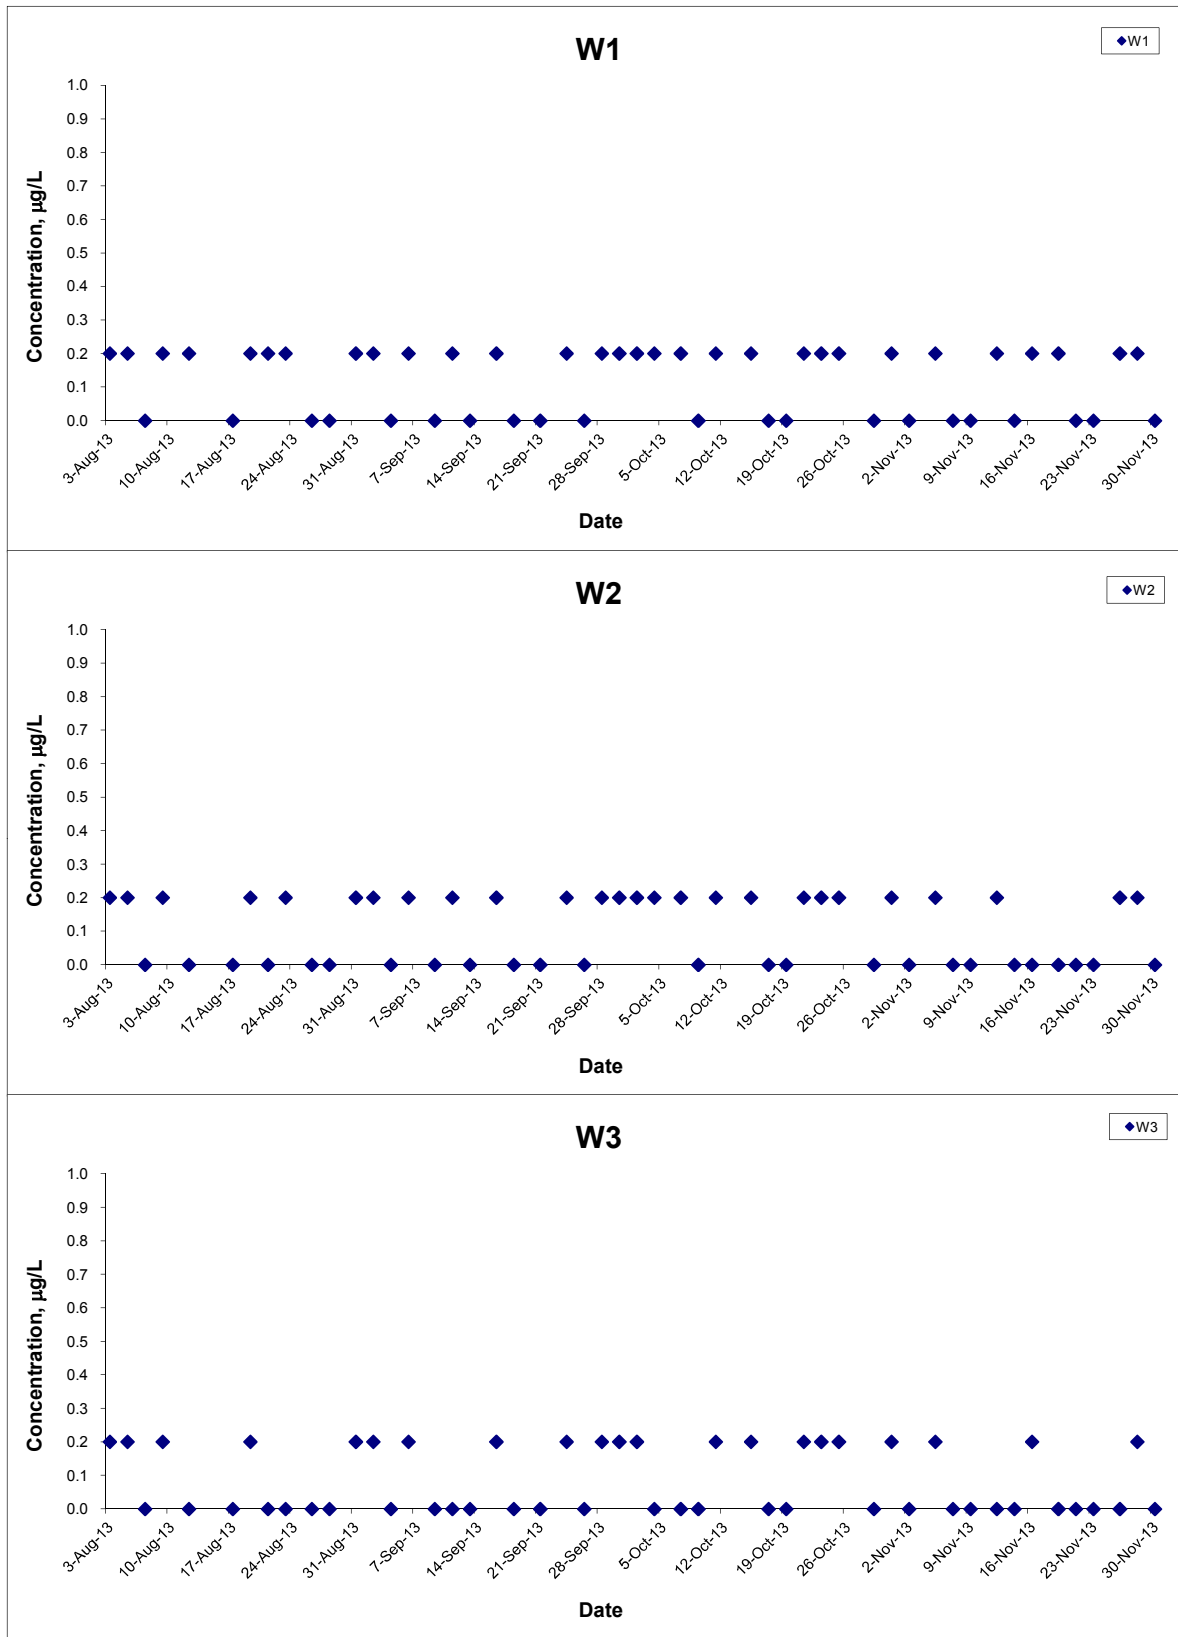 W1
W1
1.0
0.9
0.8
0.7
0.6
0.5
0.4
0.3
0.2
0.1
0.0
Concentration, µg/L
3-Aug-13
10-Aug-13
17-Aug-13
24-Aug-13
31-Aug-13
7-Sep-13
14-Sep-13
21-Sep-13
28-Sep-13
5-Oct-13
12-Oct-13
19-Oct-13
26-Oct-13
2-Nov-13
9-Nov-13
16-Nov-13
23-Nov-13
30-Nov-13
Date
W2
W2
1.0
0.9
0.8
0.7
0.6
0.5
0.4
0.3
0.2
0.1
0.0
Concentration, µg/L
3-Aug-13
10-Aug-13
17-Aug-13
24-Aug-13
31-Aug-13
7-Sep-13
14-Sep-13
21-Sep-13
28-Sep-13
5-Oct-13
12-Oct-13
19-Oct-13
26-Oct-13
2-Nov-13
9-Nov-13
16-Nov-13
23-Nov-13
30-Nov-13
Date
W3
W3
1.0
0.9
0.8
0.7
0.6
0.5
0.4
0.3
0.2
0.1
0.0
Concentration, µg/L
3-Aug-13
10-Aug-13
17-Aug-13
24-Aug-13
31-Aug-13
7-Sep-13
14-Sep-13
21-Sep-13
28-Sep-13
5-Oct-13
12-Oct-13
19-Oct-13
26-Oct-13
2-Nov-13
9-Nov-13
16-Nov-13
23-Nov-13
30-Nov-13
Date